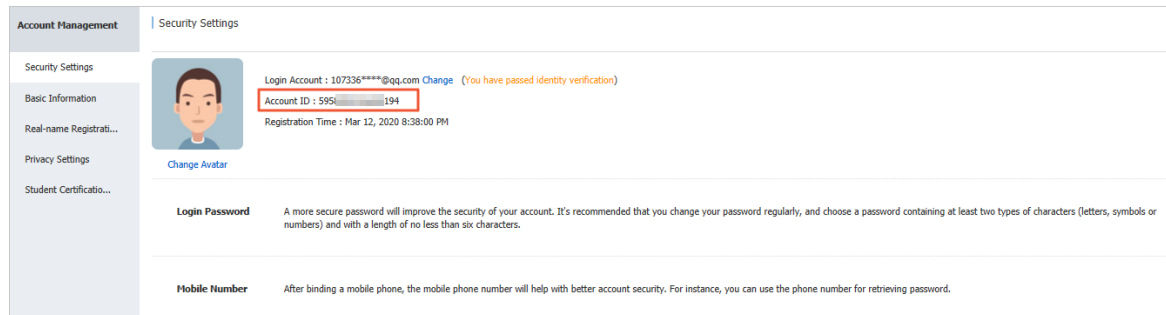 Account Management
Security Settings
Basic Information
Real-name Registrati...
Privacy Settings
Student Certificatio...
Security Settings
Login Account : 107336****@qq.com Change (You have passed identity verification)
Account ID : 595 194
Registration Time : Mar 12, 2020 8:38:00 PM
Change Avatar
Login Password
A more secure password will improve the security of your account. It's recommended that you change your password regularly, and choose a password containing at least two types of characters (letters, symbols or
numbers) and with a length of no less than six characters.
Mobile Number
After binding a mobile phone, the mobile phone number will help with better account security. For instance, you can use the phone number for retrieving password.